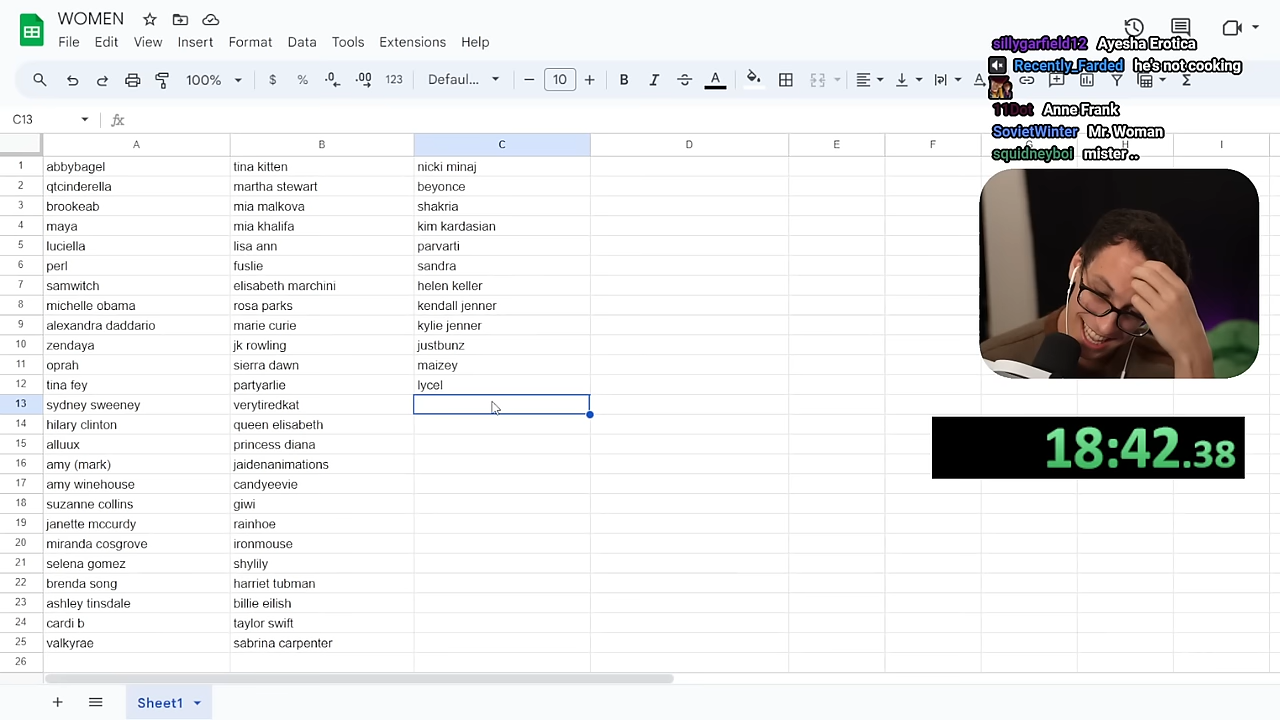 WOMEN
File Edit View Insert Format Data Tools Extensions Help
100% $ % .0 .00 123 Defaul... 10 B I A
C13 fx
A B C D E F G H I
1 abbybagel tina kitten nicki minaj
2 qtcinderella martha stewart beyonce
3 brookeab mia malkova shakria
4 maya mia khalifa kim kardasian
5 luciella lisa ann parvarti
6 perl fuslie sandra
7 samwitch elisabeth marchini helen keller
8 michelle obama rosa parks kendall jenner
9 alexandra daddario marie curie kylie jenner
10 zendaya jk rowling justbunz
11 oprah sierra dawn maizey
12 tina fey partyarlie lycel
13 sydney sweeney verytiredkat
14 hilary clinton queen elisabeth
15 alluux princess diana
16 amy (mark) jaidenanimations
17 amy winehouse candyeevie
18 suzanne collins giwi
19 janette mccurdy rainhoe
20 miranda cosgrove ironmouse
21 selena gomez shylily
22 brenda song harriet tubman
23 ashley tinsdale billie eilish
24 cardi b taylor swift
25 valkyrae sabrina carpenter
26
Sheet1
sillygarfield12 Ayesha Erotica
Recently_Farded he's not cooking
11Dot Anne Frank
SovietWinter Mr. Woman
squidneyboi mister ..
18:42.38